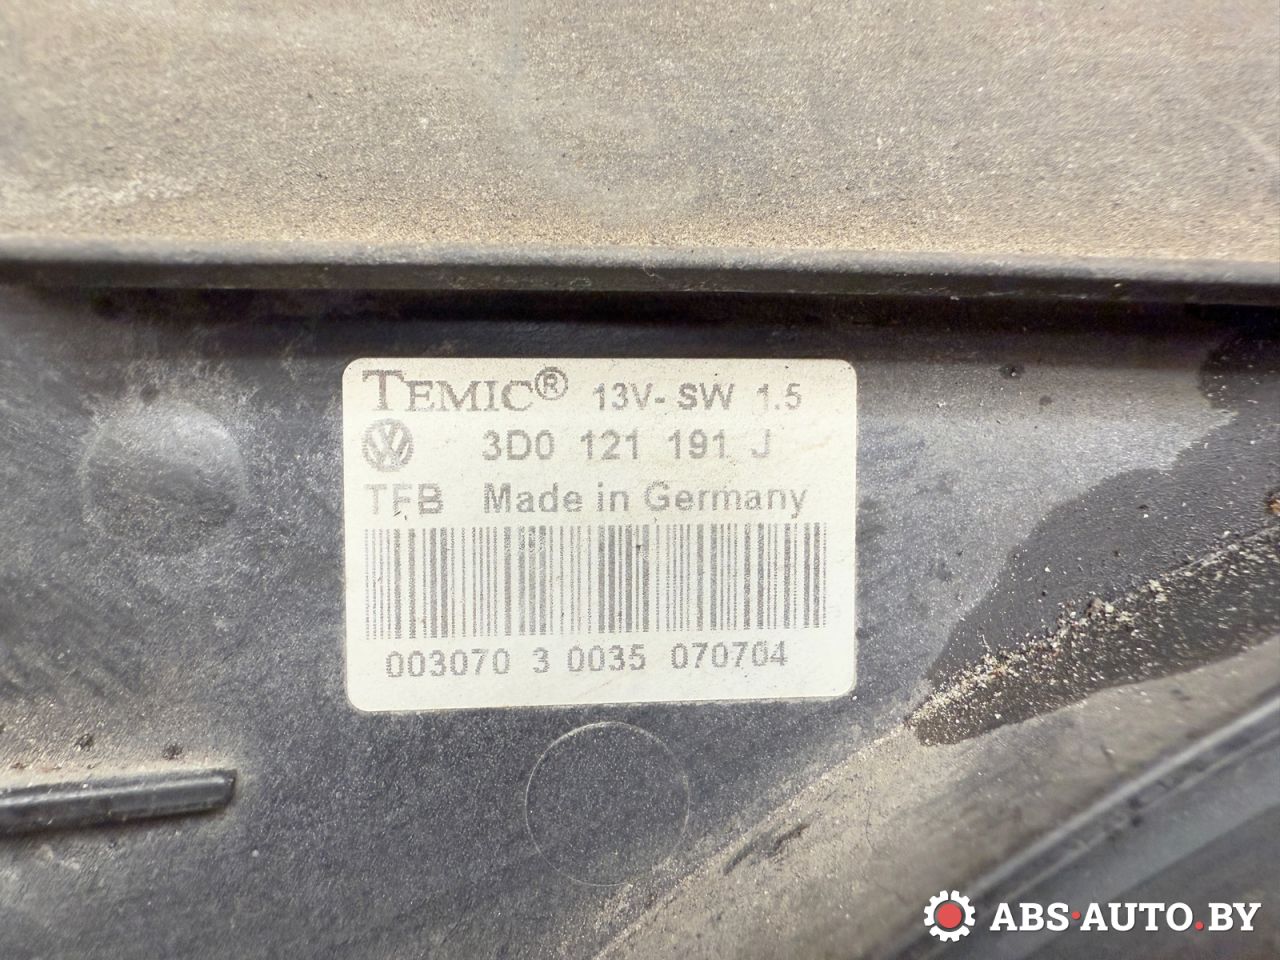 TEMIC® 13V- SW 1.5
3D0 121 191 J
TFB Made in Germany
003070 3 0035 070704
ABS·AUTO.BY